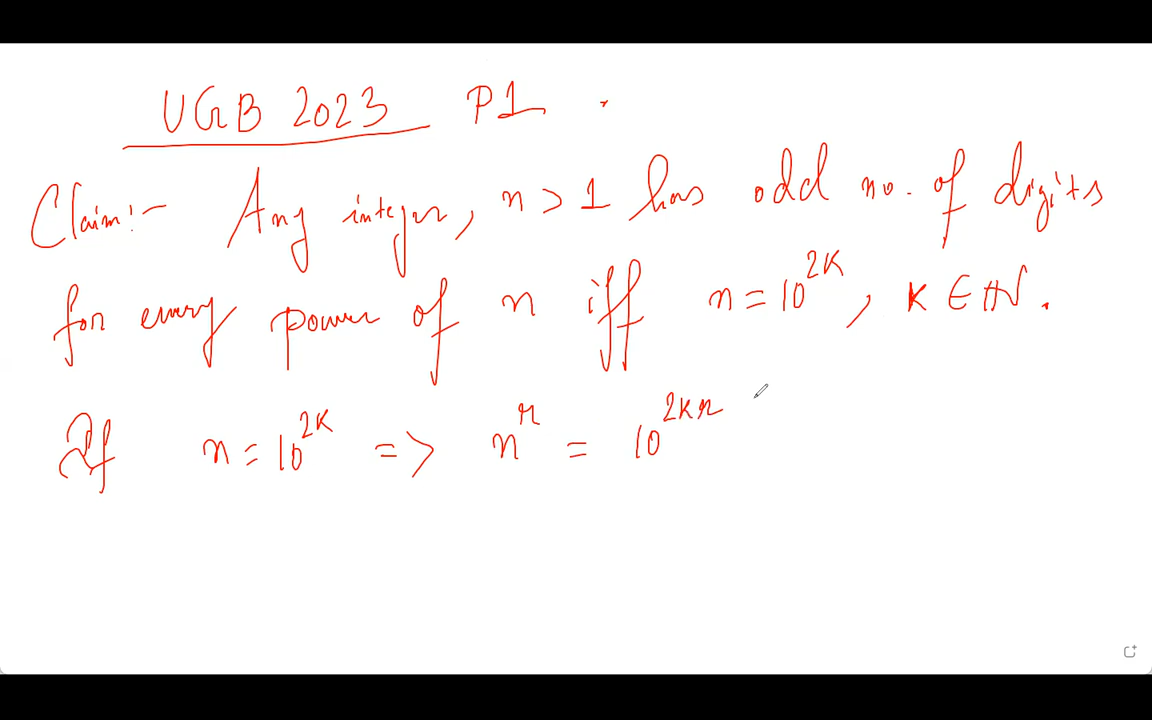 UGB 2023 P1 .
Claim:- Any integer, n > 1 has odd no. of digits
for every power of n iff n = 10^{2K}, K ∈ ℕ.
If n = 10^{2K} => n^r = 10^{2Kr}